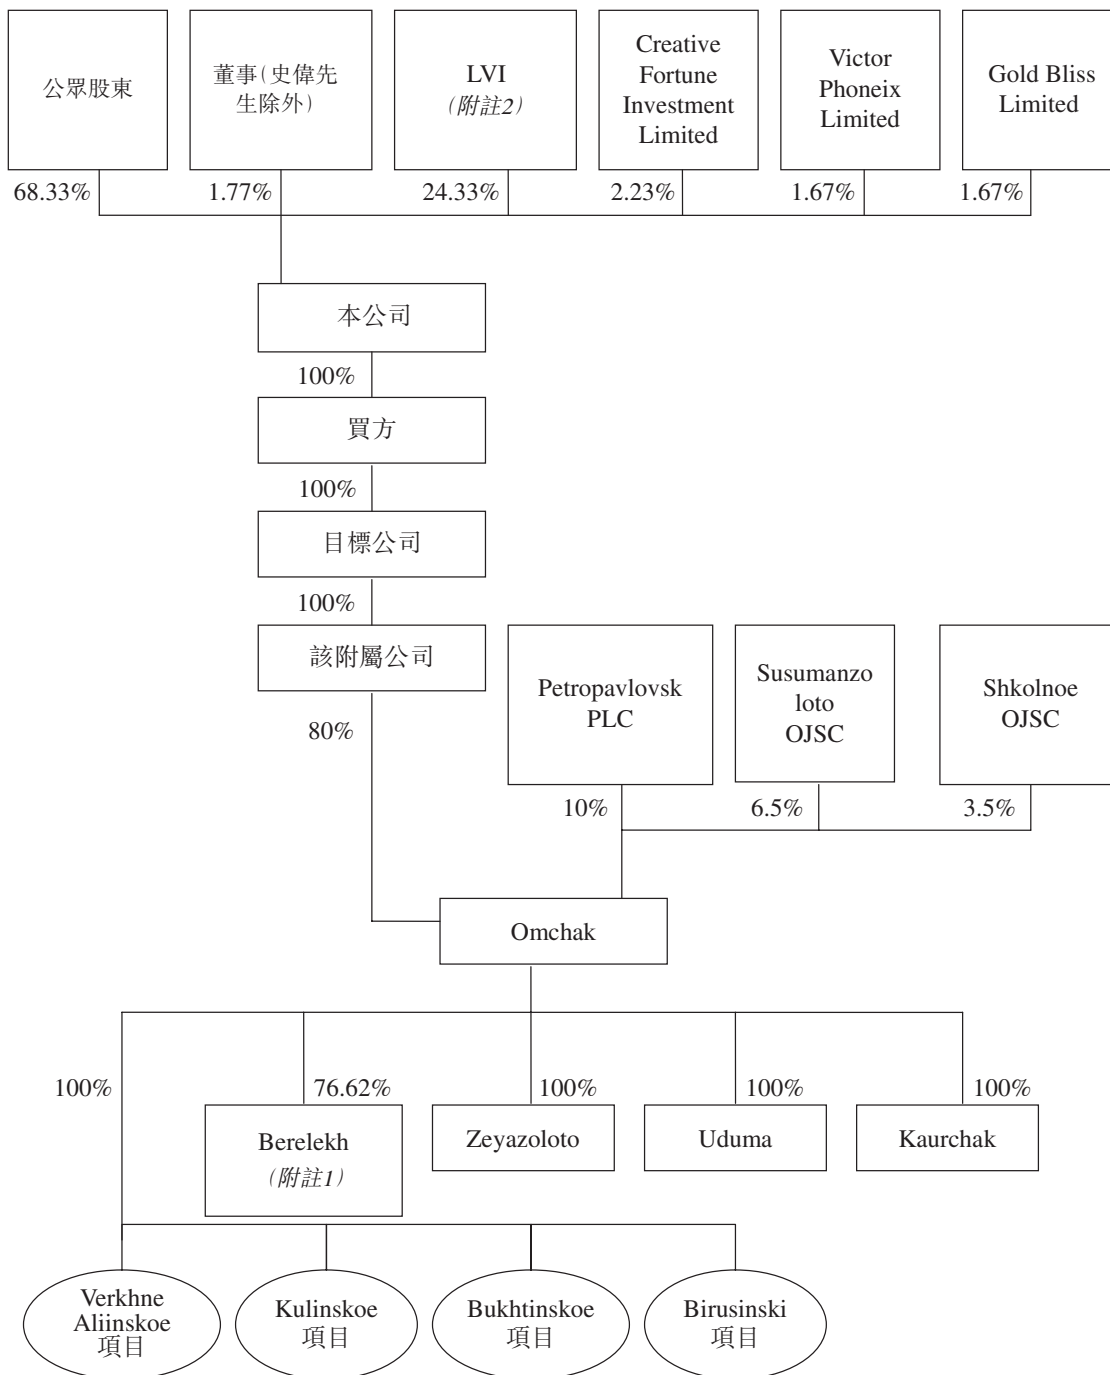 公眾股東
董事(史偉先
生除外)
LVI
(附註2)
Creative
Fortune
Investment
Limited
Victor
Phoneix
Limited
Gold Bliss
Limited
68.33%
1.77%
24.33%
2.23%
1.67%
1.67%
本公司
100%
買方
100%
目標公司
100%
該附屬公司
Petropavlovsk
PLC
Susumanzo
loto
OJSC
Shkolnoe
OJSC
80%
10%
6.5%
3.5%
Omchak
100%
76.62%
100%
100%
100%
Berelekh
(附註1)
Zeyazoloto
Uduma
Kaurchak
Verkhne
Aliinskoe
項目
Kulinskoe
項目
Bukhtinskoe
項目
Birusinski
項目